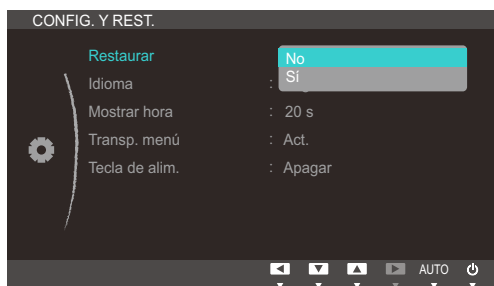 CONFIG. Y REST.
Restaurar
No
Sí
Idioma :
Mostrar hora : 20 s
Transp. menú : Act.
Tecla de alim. : Apagar
AUTO